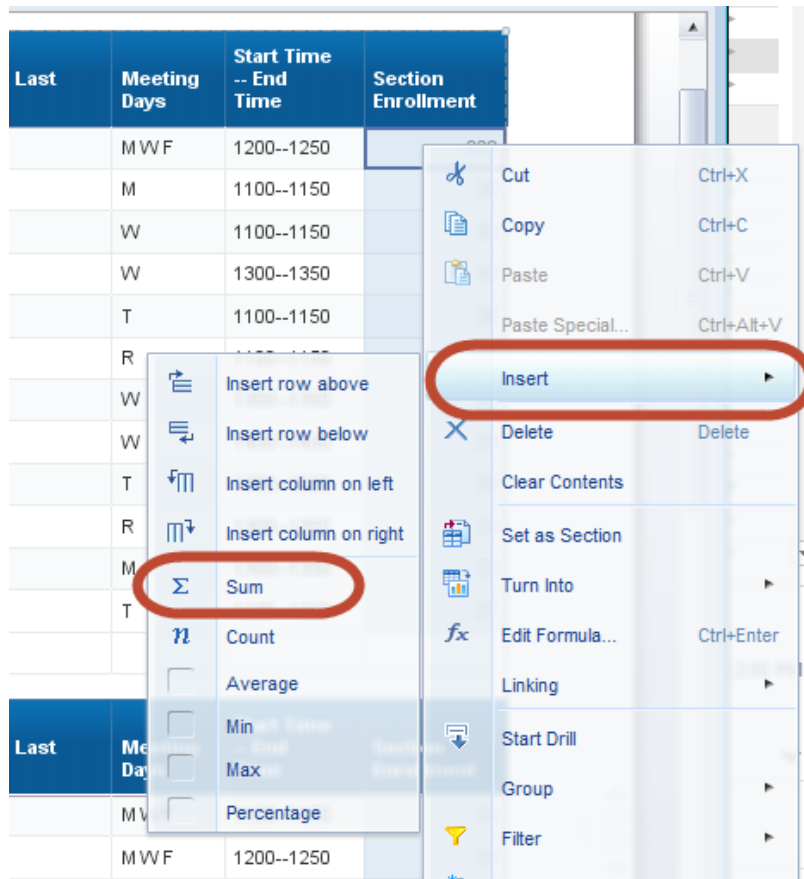 Last
Meeting
Days
Start Time
-- End
Time
Section
Enrollment
MWF 1200--1250
M 1100--1150
W 1100--1150
W 1300--1350
T 1100--1150
R
W
W
T
R
M
T
Cut Ctrl+X
Copy Ctrl+C
Paste Ctrl+V
Paste Special... Ctrl+Alt+V
Insert
Delete Delete
Clear Contents
Set as Section
Turn Into
fx Edit Formula... Ctrl+Enter
Linking
Start Drill
Group
Filter
Insert row above
Insert row below
Insert column on left
Insert column on right
Σ Sum
n Count
Average
Min
Max
Percentage
Last
MWF 1200--1250